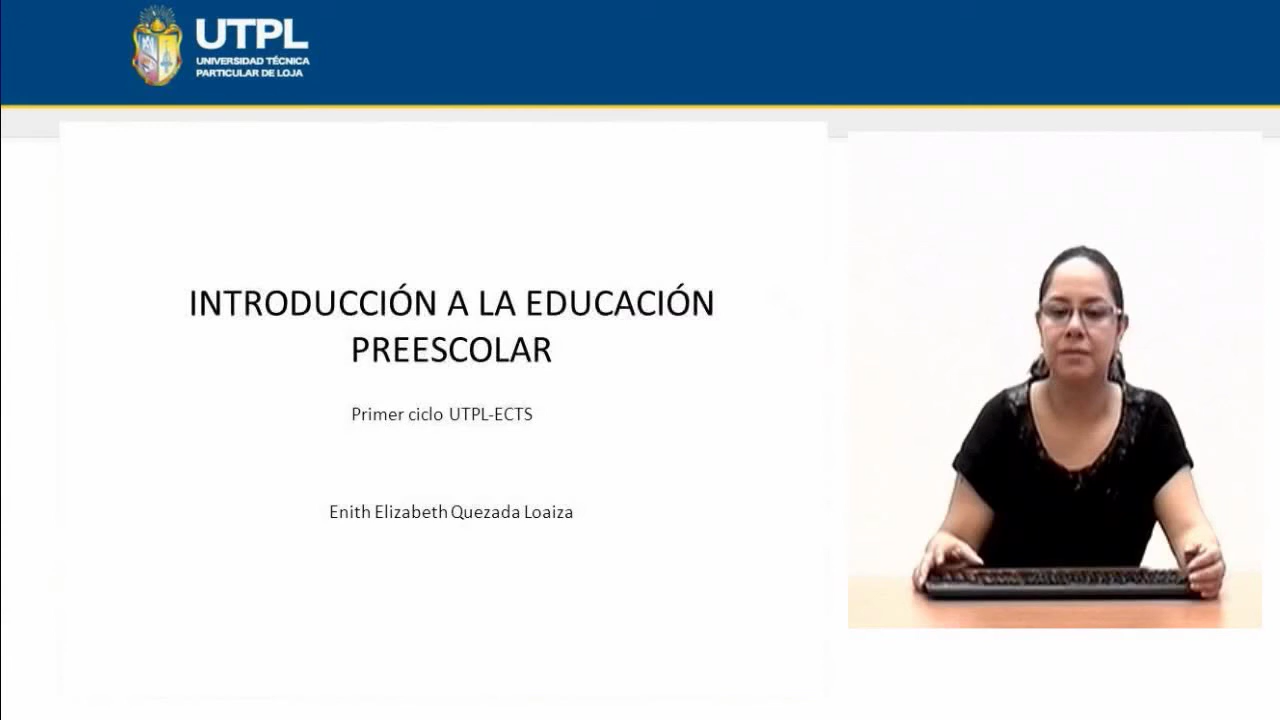 UTPL
UNIVERSIDAD TÉCNICA
PARTICULAR DE LOJA
INTRODUCCIÓN A LA EDUCACIÓN
PREESCOLAR
Primer ciclo UTPL-ECTS
Enith Elizabeth Quezada Loaiza